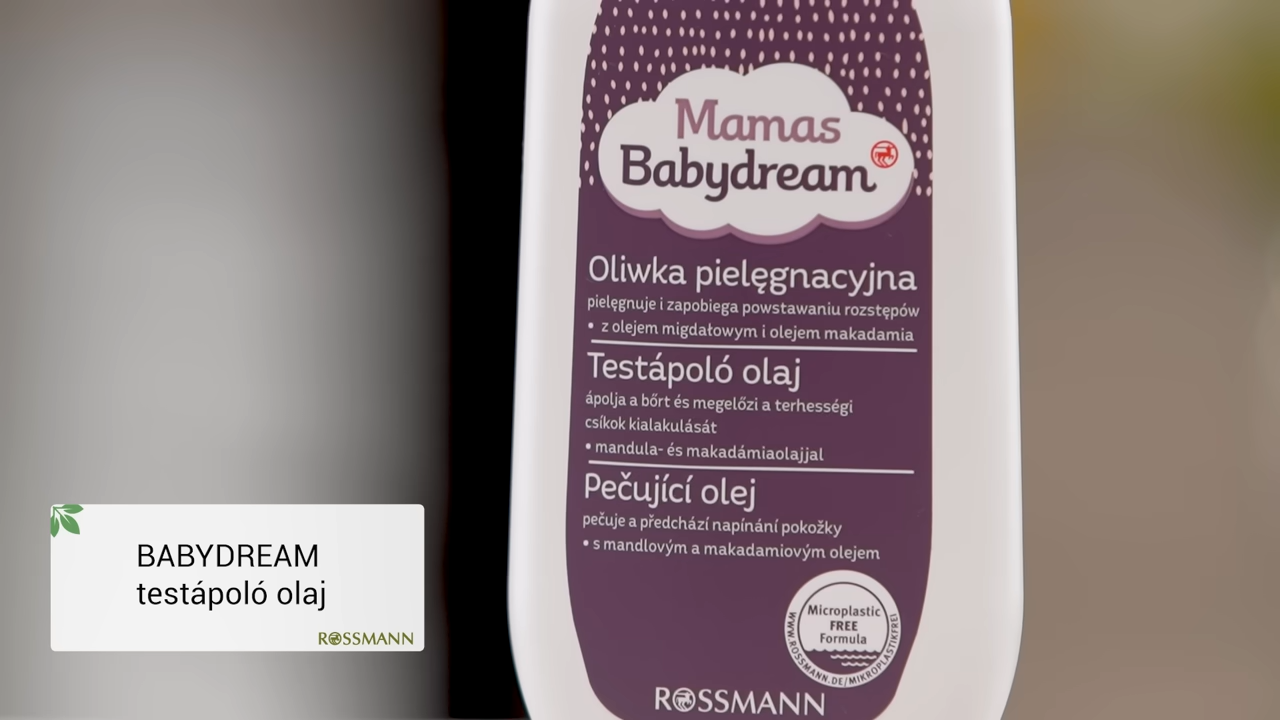 Mamas
Babydream
Oliwka pielęgnacyjna
pielęgnuje i zapobiega powstawaniu rozstępów
• z olejem migdałowym i olejem makadamia
Testápoló olaj
ápolja a bőrt és megelőzi a terhességi
csíkok kialakulását
• mandula- és makadámiaolajjal
Pečující olej
pečuje a předchází napínání pokožky
• s mandlovým a makadamiovým olejem
Microplastic
FREE
Formula
WWW.ROSSMANN.DE/MIKROPLASTIKFREI
ROSSMANN
BABYDREAM
testápoló olaj
ROSSMANN